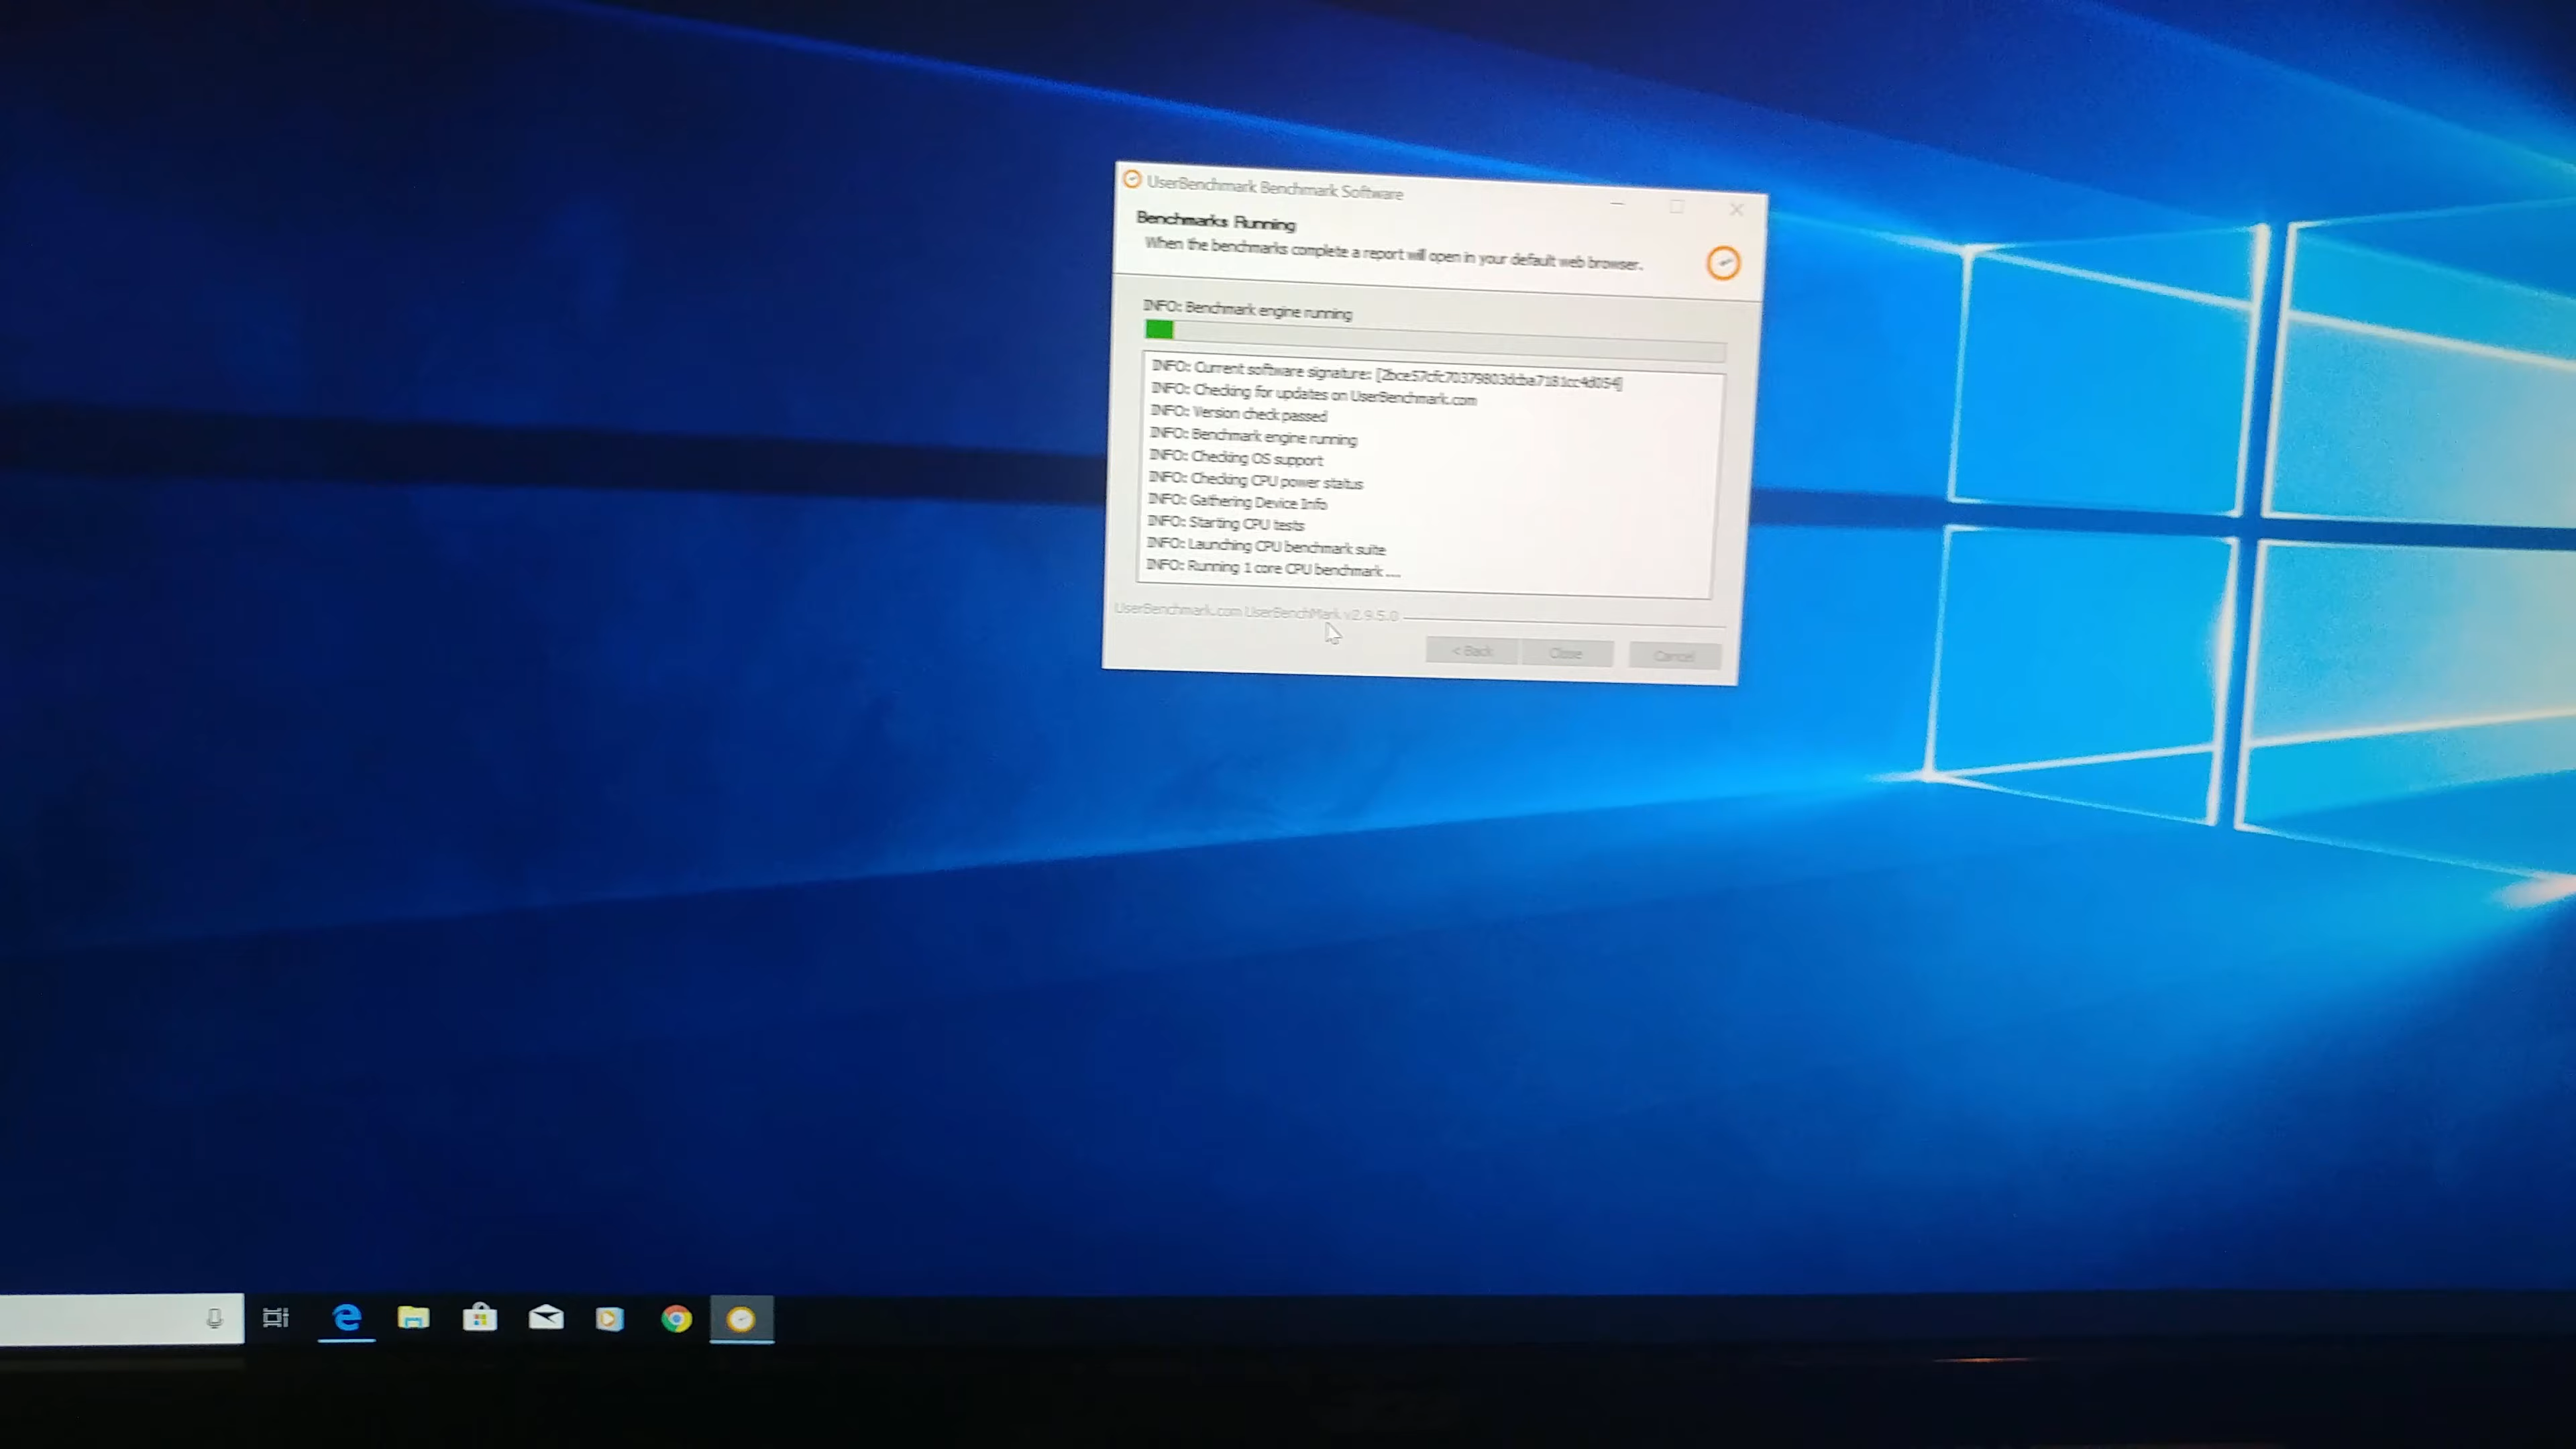 UserBenchmark Benchmark Software
Benchmarks Running
When the benchmarks complete a report will open in your default web browser.
INFO: Benchmark engine running
INFO: Current software signature: [2bce57cfc70379803dcba7181cc4d054]
INFO: Checking for updates on UserBenchmark.com
INFO: Version check passed
INFO: Benchmark engine running
INFO: Checking OS support
INFO: Checking CPU power status
INFO: Gathering Device Info
INFO: Starting CPU tests
INFO: Launching CPU benchmark suite
INFO: Running 1 core CPU benchmark ....
UserBenchmark.com UserBenchMark v2.9.5.0
< Back Close Cancel